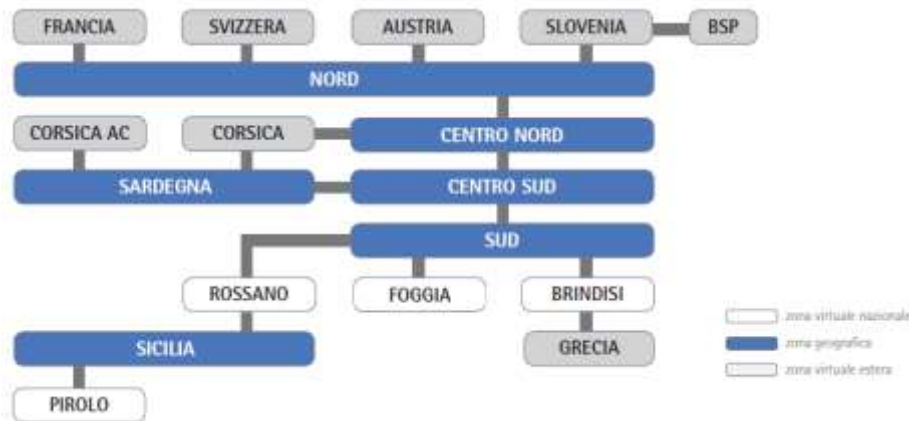 FRANCIA
SVIZZERA
AUSTRIA
SLOVENIA
BSP
NORD
CORSICA AC
CORSICA
CENTRO NORD
SARDEGNA
CENTRO SUD
SUD
ROSSANO
FOGGIA
BRINDISI
SICILIA
GRECIA
PIROLO
zona virtuale nazionale
zona geografica
zona virtuale estera